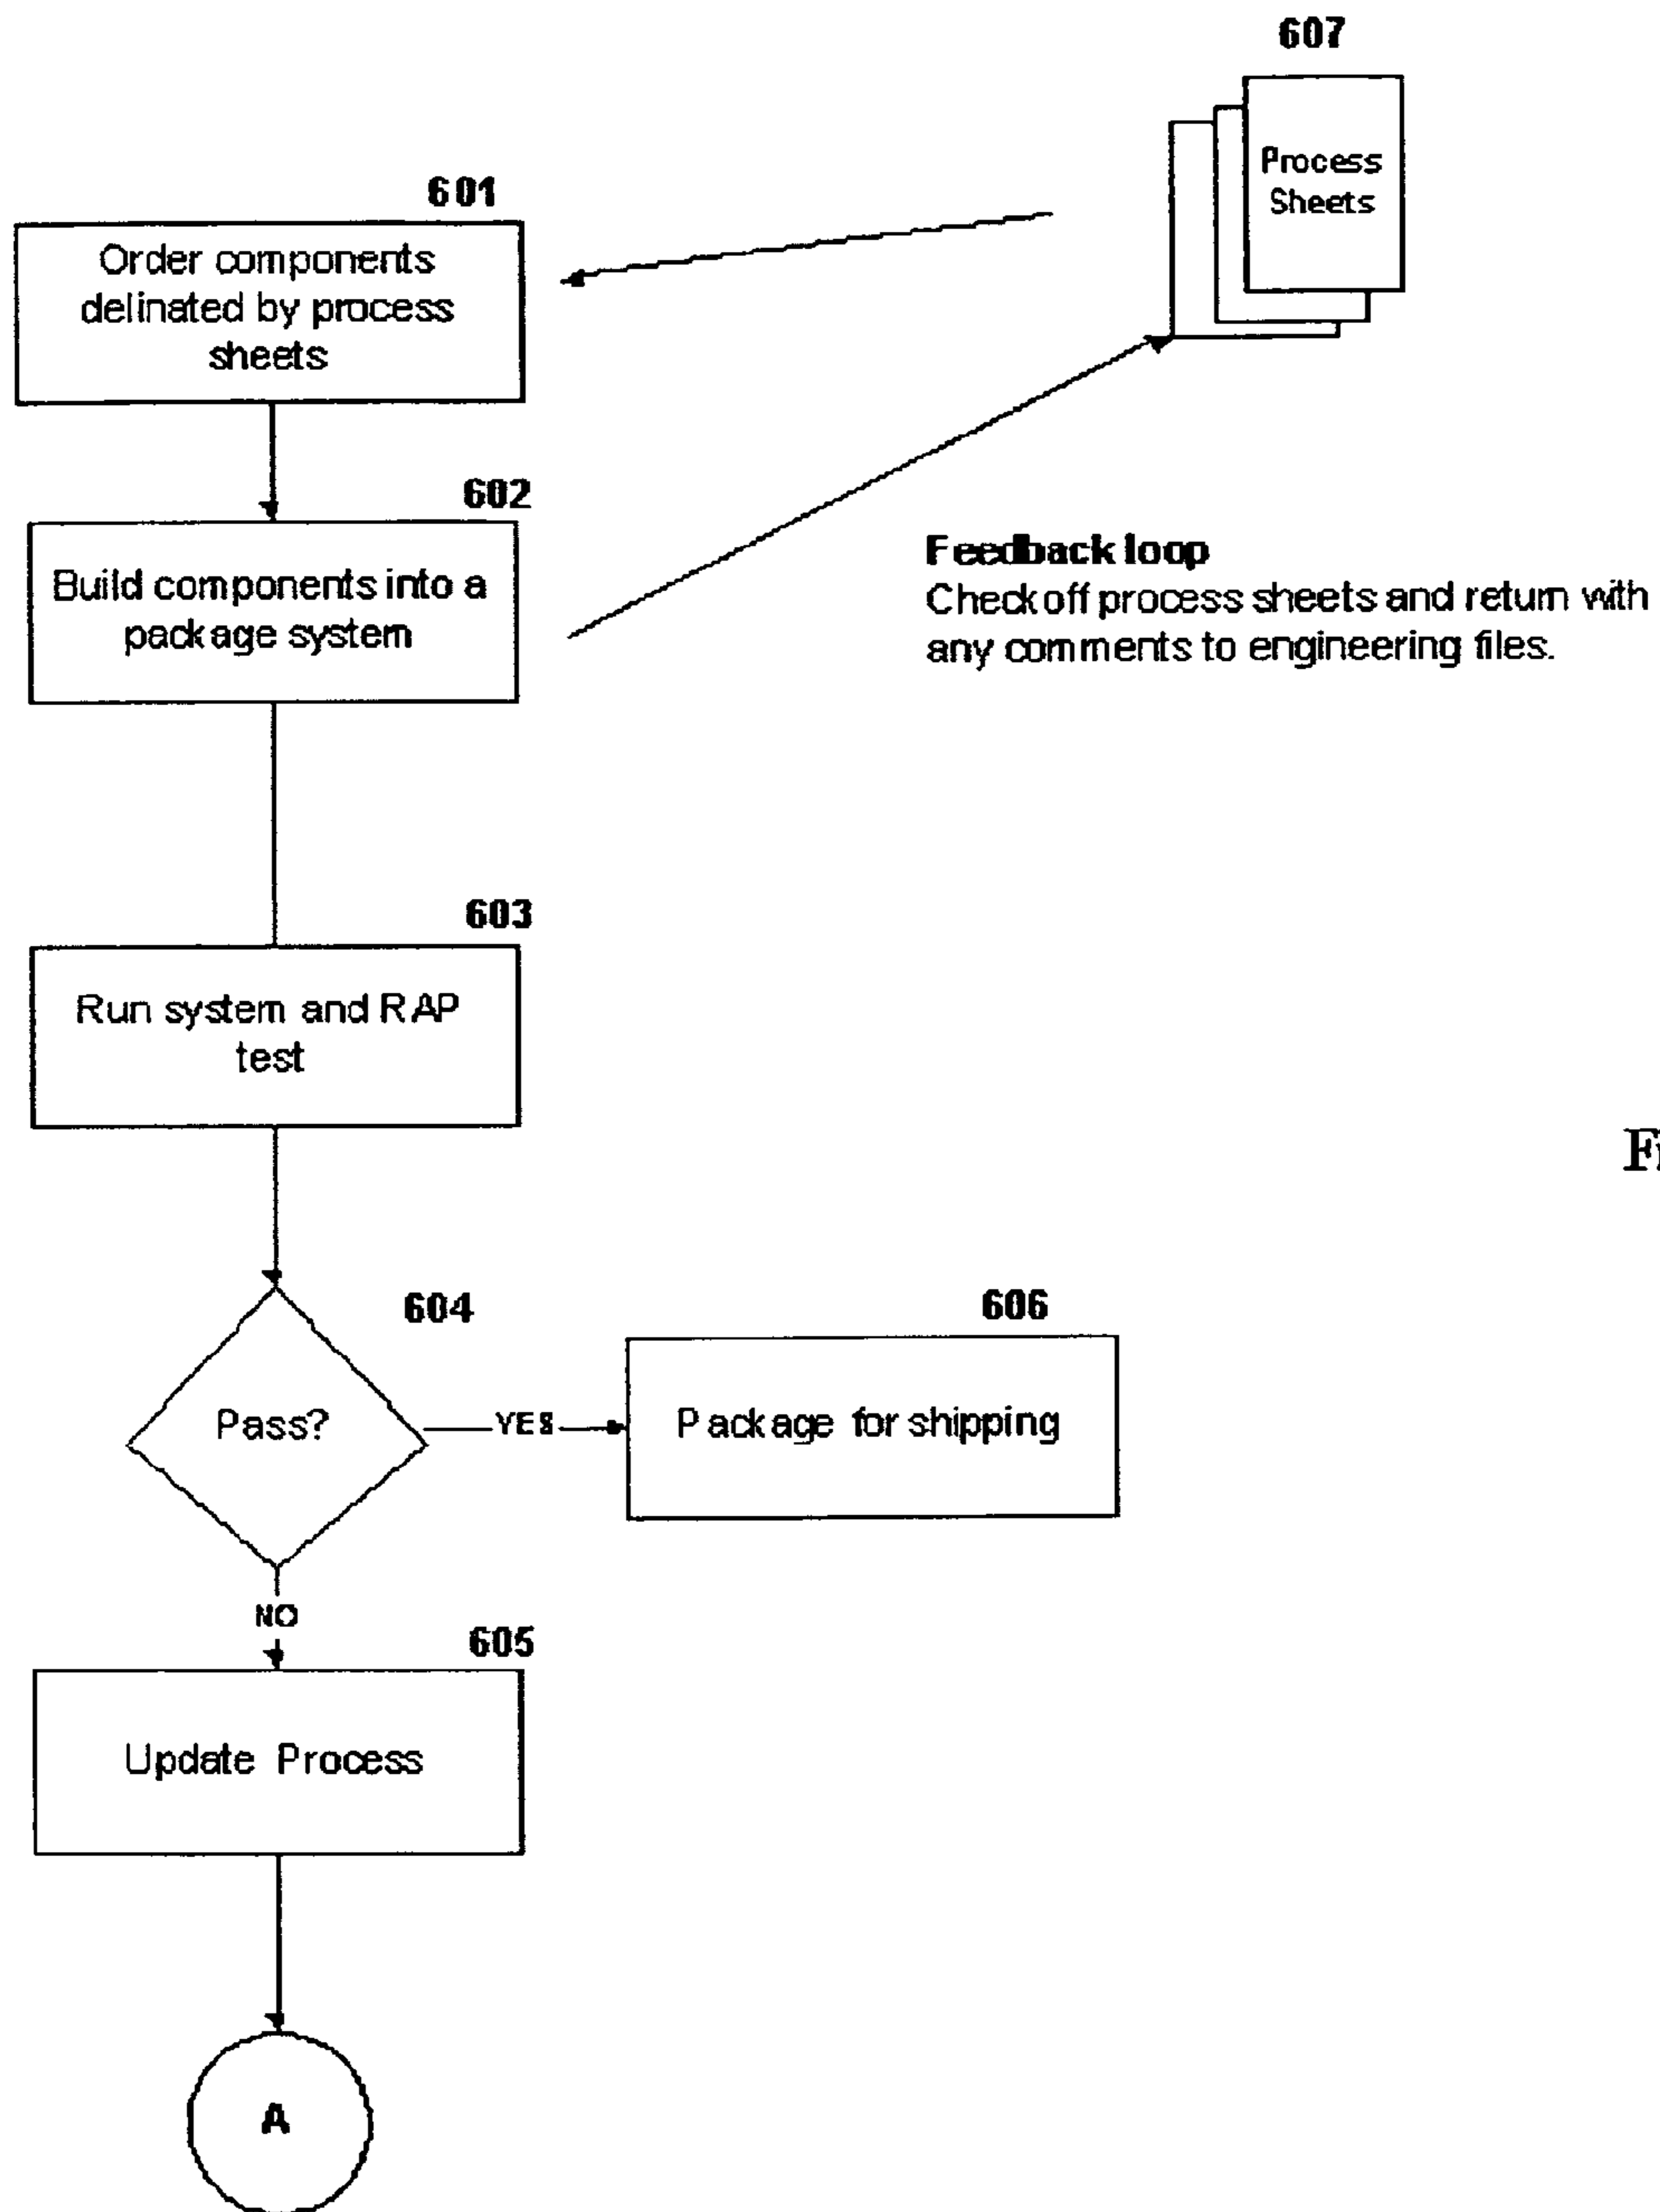 607
Process
Sheets
601
Order components
delinated by process
sheets
602
Build components into a
package system
Feedback loop
Check off process sheets and return with
any comments to engineering files.
603
Run system and RAP
test
Fi
604
Pass?
YES
606
Package for shipping
NO
605
Update Process
A